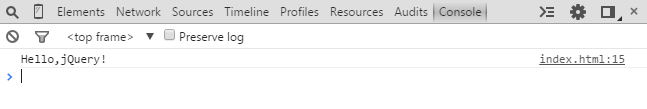 Elements Network Sources Timeline Profiles Resources Audits Console
<top frame> Preserve log
Hello,jQuery! index.html:15